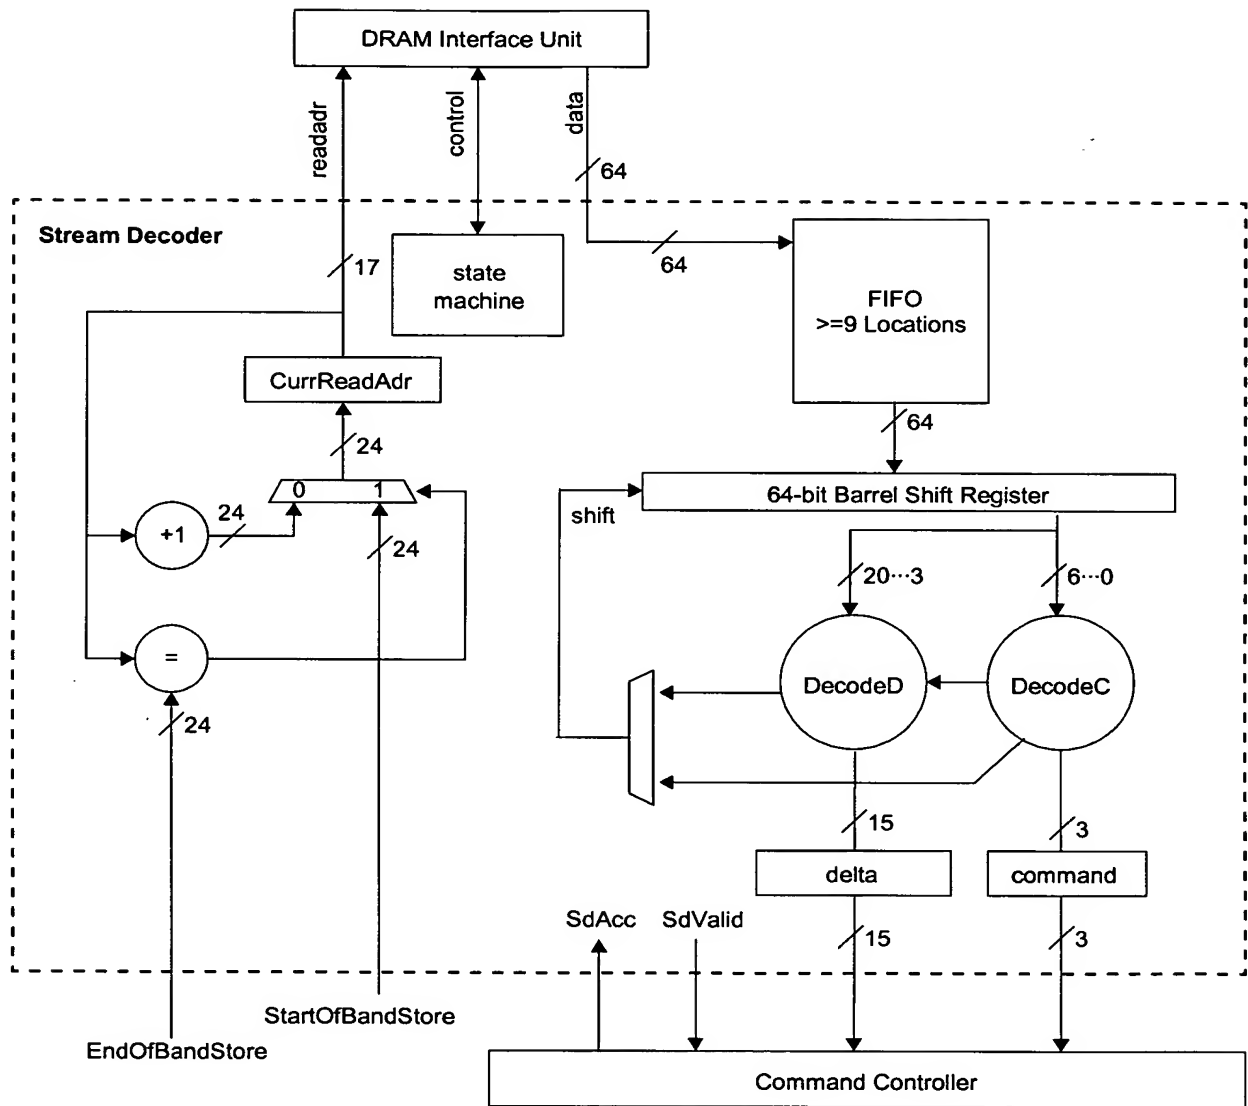 DRAM Interface Unit
readadr
control
data
64
Stream Decoder
17
state
machine
64
FIFO
>=9 Locations
CurrReadAdr
24
64
0 1
64-bit Barrel Shift Register
shift
+1
24
24
20···3
6···0
=
DecodeD
DecodeC
24
15
3
delta
command
SdAcc
SdValid
15
3
StartOfBandStore
EndOfBandStore
Command Controller